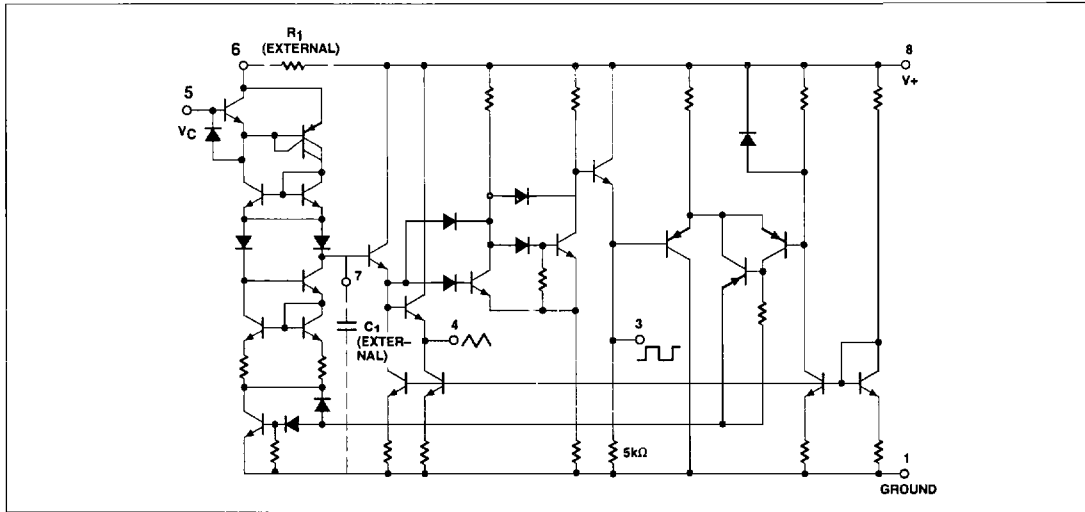 R1
(EXTERNAL)
6
8
V+
5
VC
7
C1
(EXTER–
NAL)
4
3
5kΩ
1
GROUND